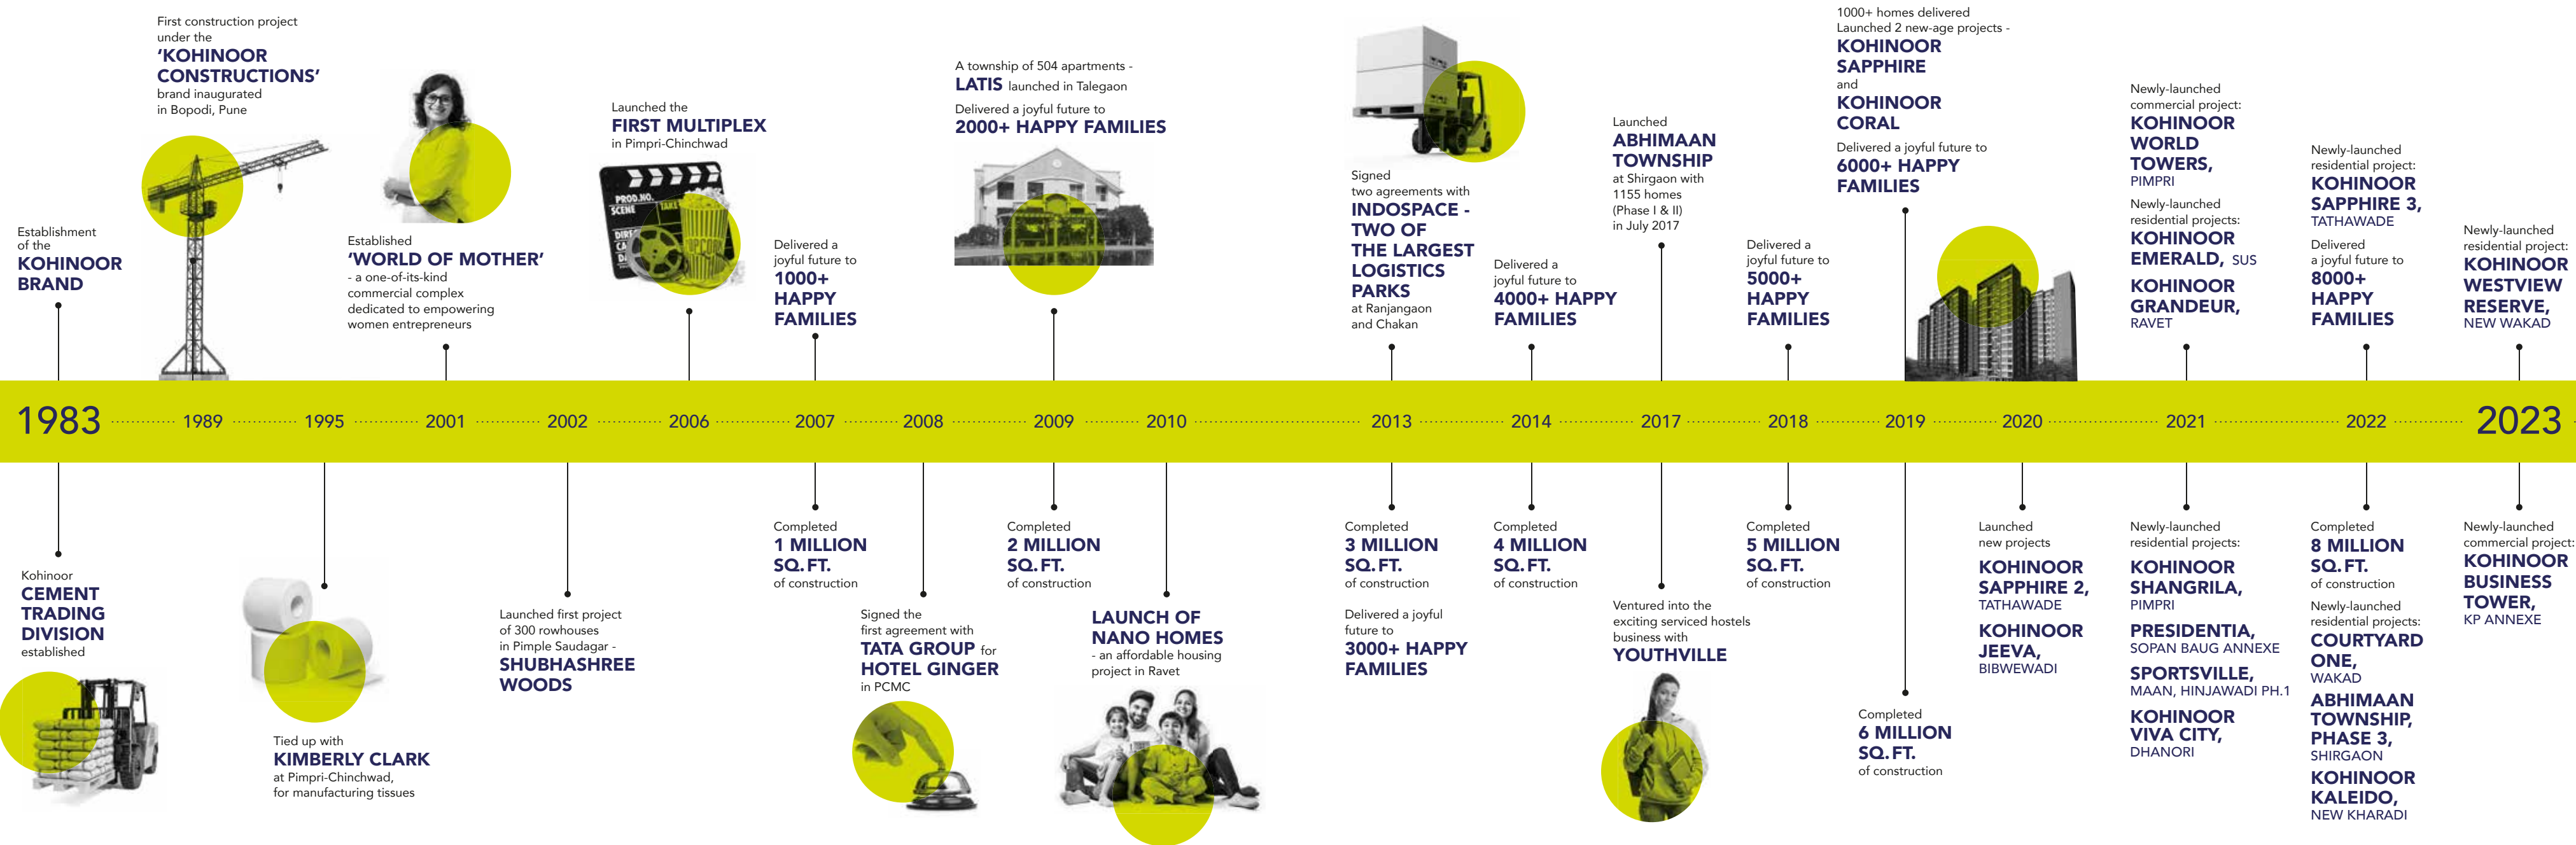 Establishment
of the
KOHINOOR
BRAND
First construction project
under the
‘KOHINOOR
CONSTRUCTIONS’
brand inaugurated
in Bopodi, Pune
Established
‘WORLD OF MOTHER’
- a one-of-its-kind
commercial complex
dedicated to empowering
women entrepreneurs
Launched the
FIRST MULTIPLEX
in Pimpri-Chinchwad
PROD.NO.
SCENE
TAKE
Delivered a
joyful future to
1000+
HAPPY
FAMILIES
A township of 504 apartments -
LATIS launched in Talegaon
Delivered a joyful future to
2000+ HAPPY FAMILIES
Signed
two agreements with
INDOSPACE -
TWO OF
THE LARGEST
LOGISTICS
PARKS
at Ranjangaon
and Chakan
Delivered a
joyful future to
4000+ HAPPY
FAMILIES
Launched
ABHIMAAN
TOWNSHIP
at Shirgaon with
1155 homes
(Phase I & II)
in July 2017
Delivered a
joyful future to
5000+
HAPPY
FAMILIES
1000+ homes delivered
Launched 2 new-age projects -
KOHINOOR
SAPPHIRE
and
KOHINOOR
CORAL
Delivered a joyful future to
6000+ HAPPY
FAMILIES
Newly-launched
commercial project:
KOHINOOR
WORLD
TOWERS,
PIMPRI
Newly-launched
residential projects:
KOHINOOR
EMERALD, SUS
KOHINOOR
GRANDEUR,
RAVET
Newly-launched
residential project:
KOHINOOR
SAPPHIRE 3,
TATHAWADE
Delivered
a joyful future to
8000+
HAPPY
FAMILIES
Newly-launched
residential project:
KOHINOOR
WESTVIEW
RESERVE,
NEW WAKAD
1983 1989 1995 2001 2002 2006 2007 2008 2009 2010 2013 2014 2017 2018 2019 2020 2021 2022 2023
Kohinoor
CEMENT
TRADING
DIVISION
established
Tied up with
KIMBERLY CLARK
at Pimpri-Chinchwad,
for manufacturing tissues
Launched first project
of 300 rowhouses
in Pimple Saudagar -
SHUBHASHREE
WOODS
Completed
1 MILLION
SQ.FT.
of construction
Signed the
first agreement with
TATA GROUP for
HOTEL GINGER
in PCMC
Completed
2 MILLION
SQ.FT.
of construction
LAUNCH OF
NANO HOMES
- an affordable housing
project in Ravet
Completed
3 MILLION
SQ.FT.
of construction
Delivered a joyful
future to
3000+ HAPPY
FAMILIES
Completed
4 MILLION
SQ.FT.
of construction
Ventured into the
exciting serviced hostels
business with
YOUTHVILLE
Completed
5 MILLION
SQ.FT.
of construction
Completed
6 MILLION
SQ.FT.
of construction
Launched
new projects
KOHINOOR
SAPPHIRE 2,
TATHAWADE
KOHINOOR
JEEVA,
BIBWEWADI
Newly-launched
residential projects:
KOHINOOR
SHANGRILA,
PIMPRI
PRESIDENTIA,
SOPAN BAUG ANNEXE
SPORTSVILLE,
MAAN, HINJAWADI PH.1
KOHINOOR
VIVA CITY,
DHANORI
Completed
8 MILLION
SQ.FT.
of construction
Newly-launched
residential projects:
COURTYARD
ONE,
WAKAD
ABHIMAAN
TOWNSHIP,
PHASE 3,
SHIRGAON
KOHINOOR
KALEIDO,
NEW KHARADI
Newly-launched
commercial project:
KOHINOOR
BUSINESS
TOWER,
KP ANNEXE